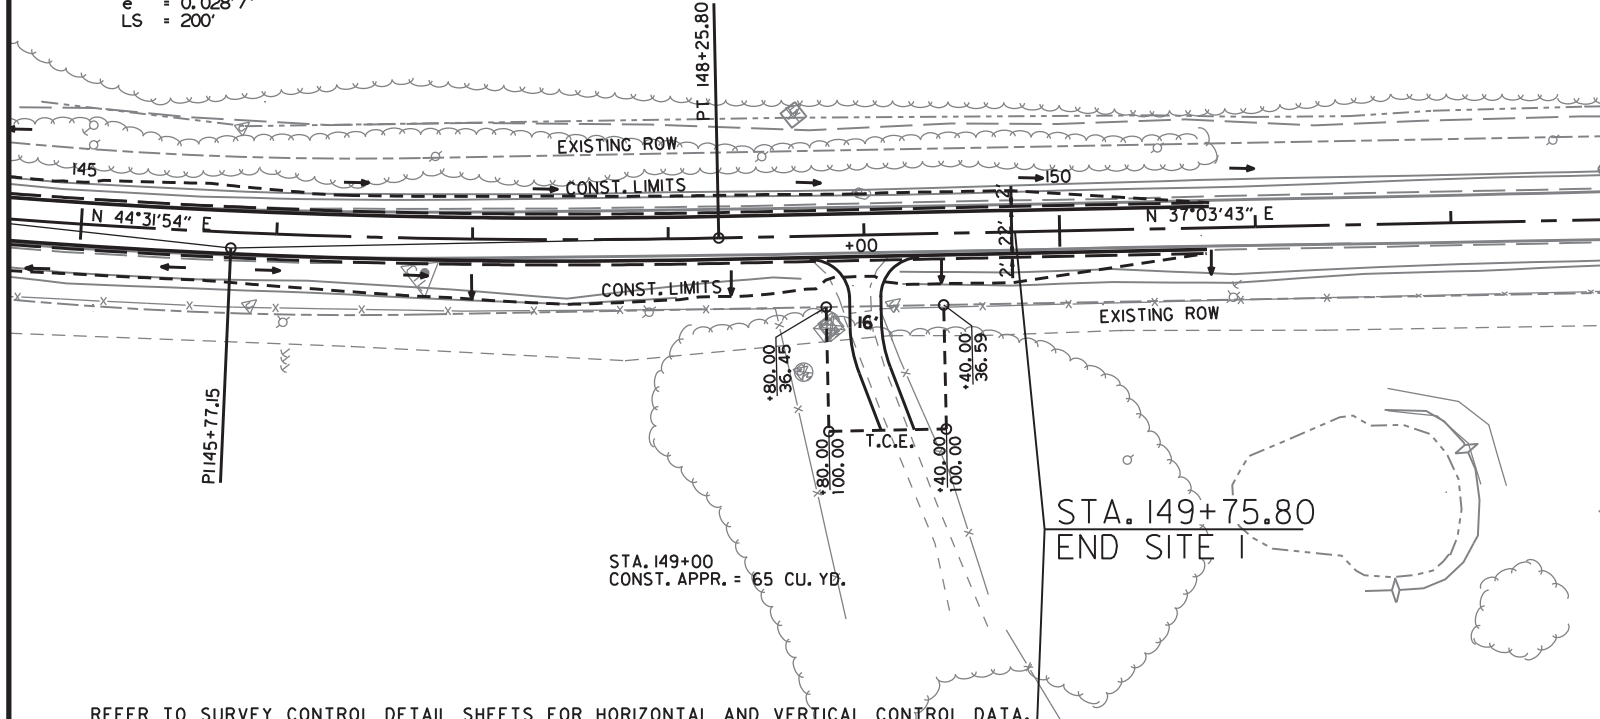 e = 0.028'7"
LS = 200'
PT 148+25.80
EXISTING ROW
145
CONST. LIMITS
150
N 44°31'54" E
N 37°03'43" E
2'
22'
2'
+00
CONST. LIMITS
EXISTING ROW
16'
+80.00
36.45
+40.00
36.59
PI 145+77.15
T.C.E.
+80.00
100.00
+40.00
100.00
STA. 149+75.80
END SITE 1
STA. 149+00
CONST. APPR. = 65 CU. YD.
REFER TO SURVEY CONTROL DETAIL SHEETS FOR HORIZONTAL AND VERTICAL CONTROL DATA.